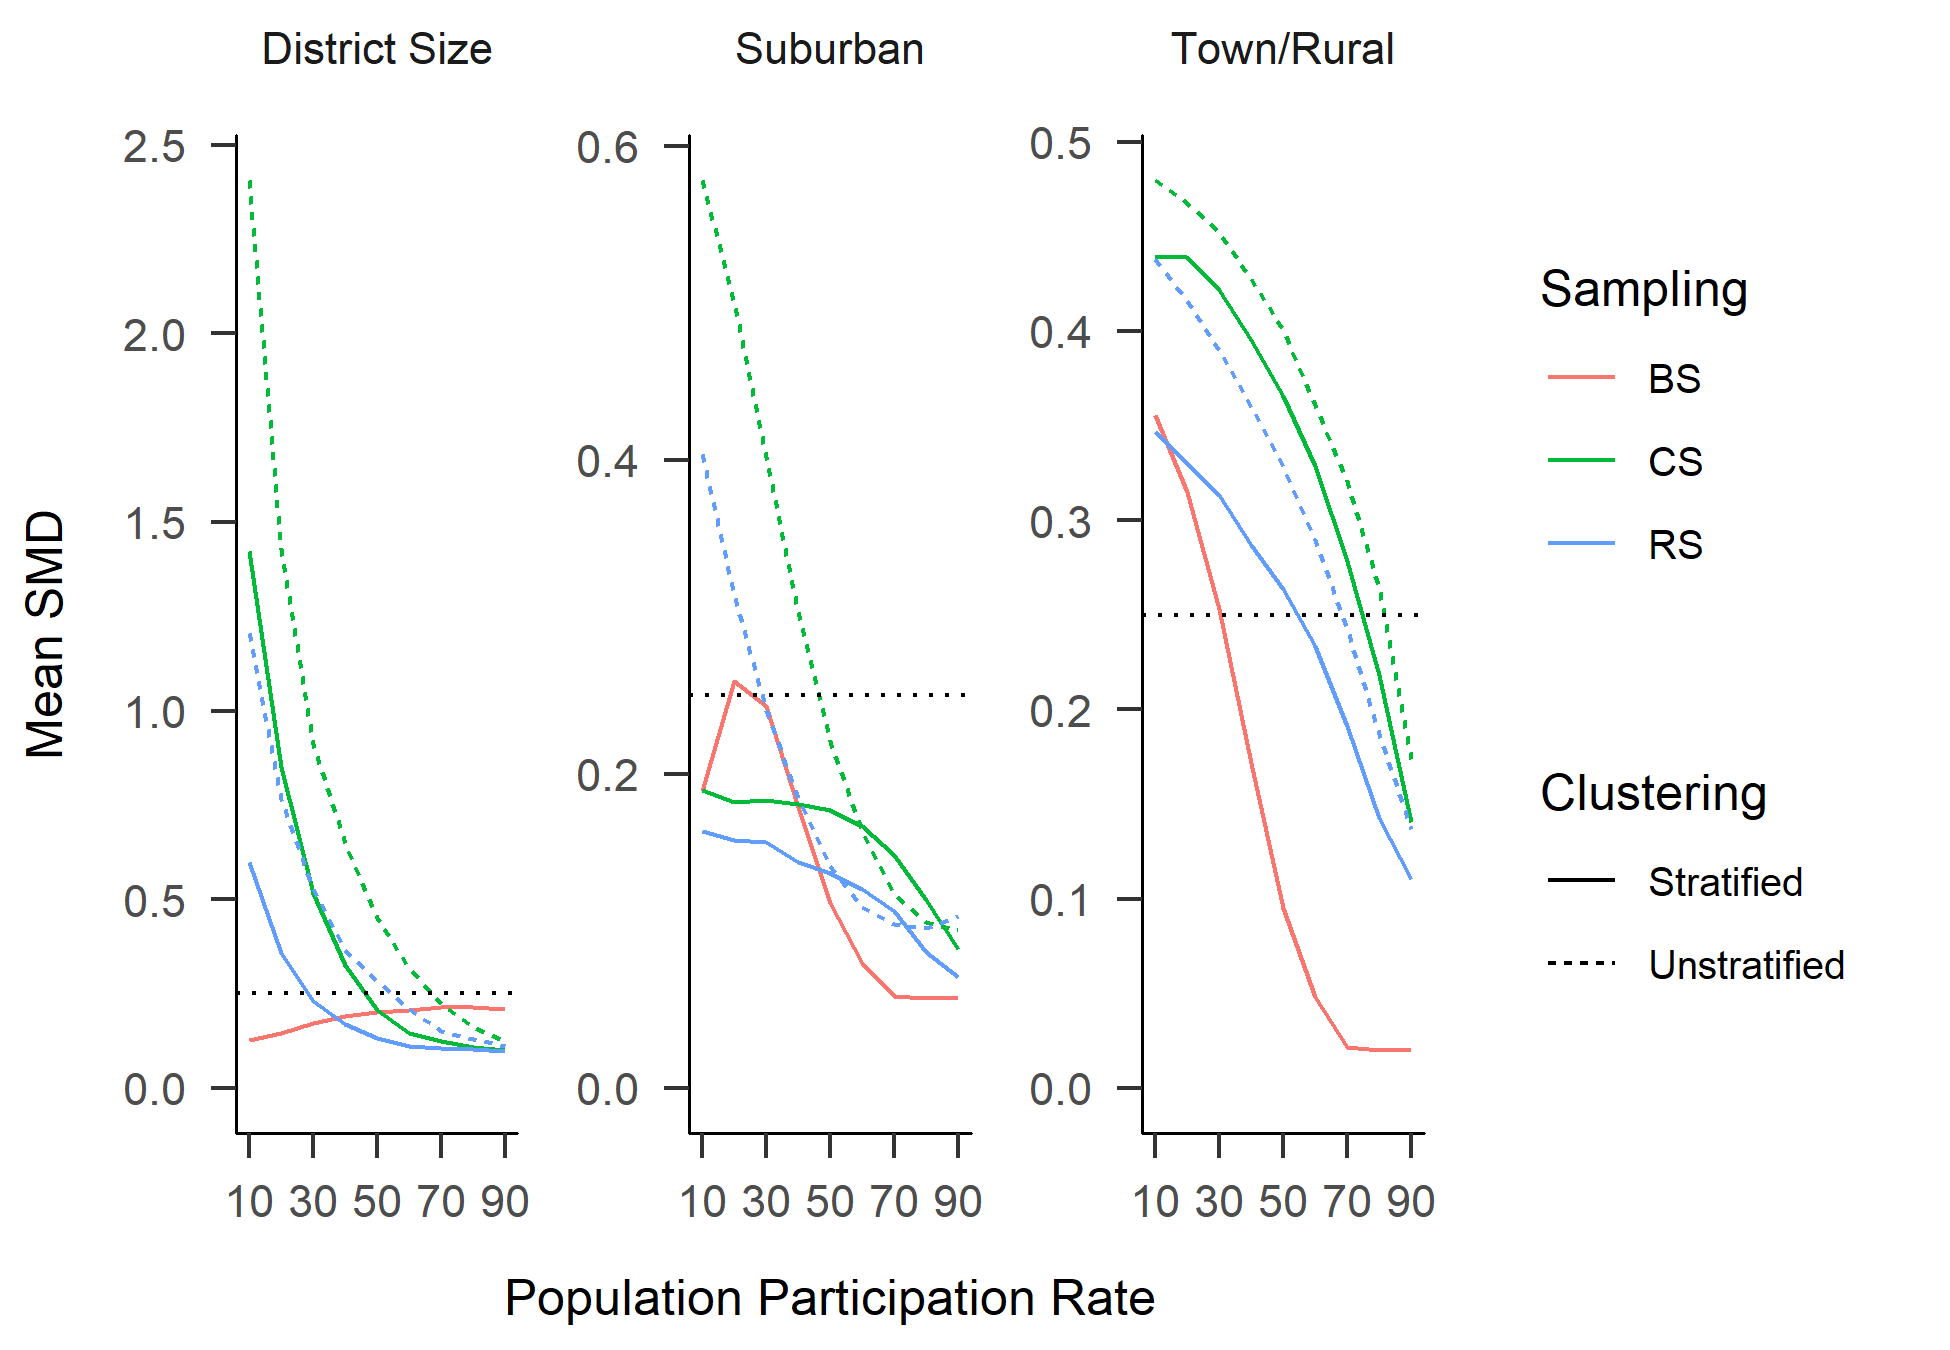 District Size
Suburban
Town/Rural
2.5
2.0
1.5
1.0
0.5
0.0
0.6
0.4
0.2
0.0
0.5
0.4
0.3
0.2
0.1
0.0
Mean SMD
10 30 50 70 90
10 30 50 70 90
10 30 50 70 90
Population Participation Rate
Sampling
BS
CS
RS
Clustering
Stratified
Unstratified